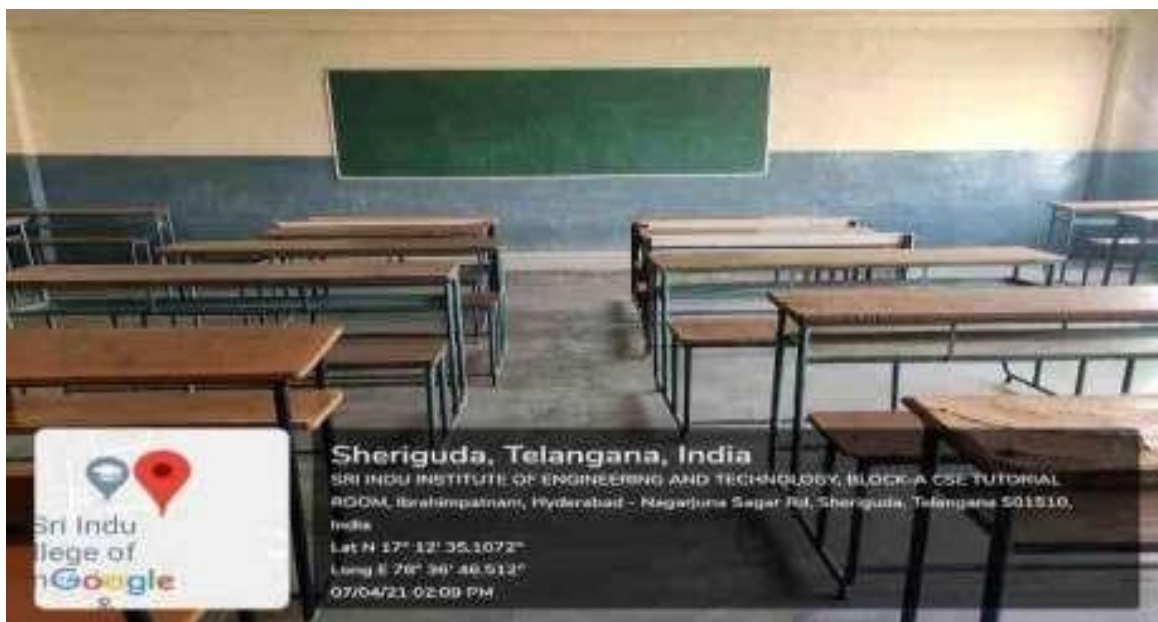 Sheriguda, Telangana, India
SRI INDU INSTITUTE OF ENGINEERING AND TECHNOLOGY, BLOCK-A CSE TUTORIAL
ROOM, Ibrahimpatnam, Hyderabad - Nagarjuna Sagar Rd, Sheriguda, Telangana 501510,
India
Lat N 17° 12' 35.1072"
Long E 78° 36' 46.512"
07/04/21 02:09 PM
Sri Indu
llege of
Google
&